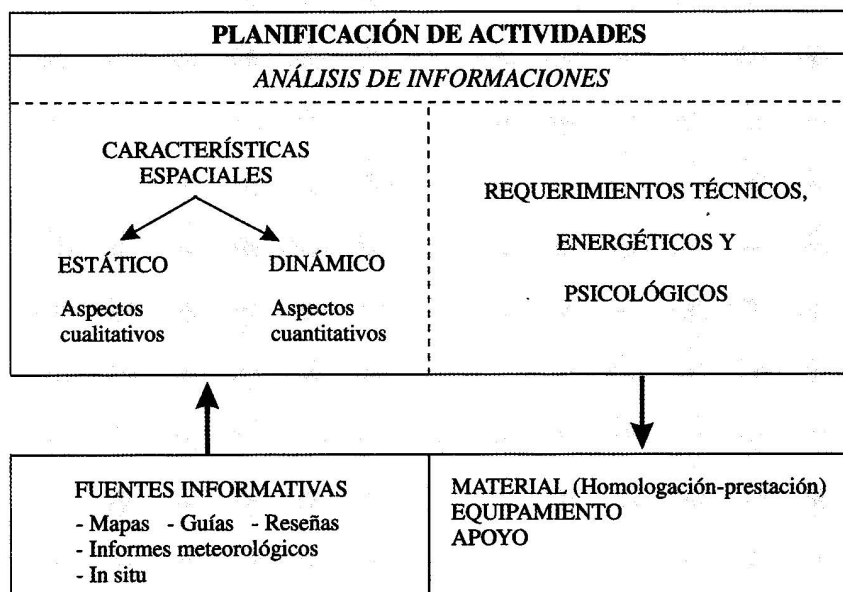 PLANIFICACIÓN DE ACTIVIDADES
ANÁLISIS DE INFORMACIONES
CARACTERÍSTICAS
ESPACIALES
ESTÁTICO
Aspectos
cualitativos
DINÁMICO
Aspectos
cuantitativos
REQUERIMIENTOS TÉCNICOS,
ENERGÉTICOS Y
PSICOLÓGICOS
FUENTES INFORMATIVAS
- Mapas - Guías - Reseñas
- Informes meteorológicos
- In situ
MATERIAL (Homologación-prestación)
EQUIPAMIENTO
APOYO